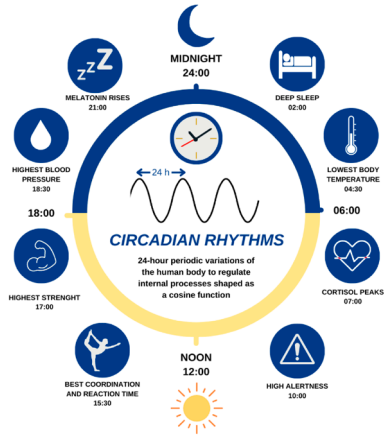 MIDNIGHT
24:00
zzZ
MELATONIN RISES
21:00
DEEP SLEEP
02:00
HIGHEST BLOOD
PRESSURE
18:30
LOWEST BODY
TEMPERATURE
04:30
24 h
18:00
06:00
CIRCADIAN RHYTHMS
24-hour periodic variations of
the human body to regulate
internal processes shaped as
a cosine function
HIGHEST STRENGHT
17:00
CORTISOL PEAKS
07:00
BEST COORDINATION
AND REACTION TIME
15:30
NOON
12:00
HIGH ALERTNESS
10:00